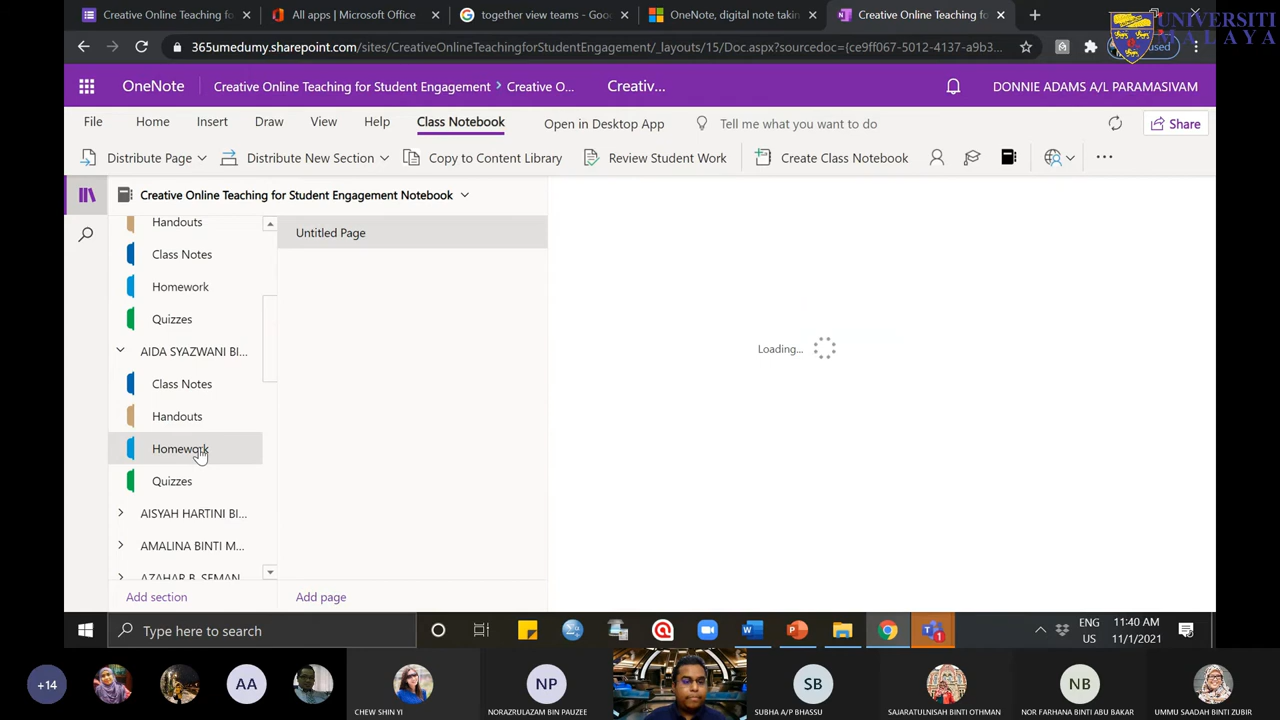 Creative Online Teaching for
All apps | Microsoft Office
together view teams - Goo
OneNote, digital note takin
Creative Online Teaching fo
UNIVERSITI
MALAYA
365umedumy.sharepoint.com/sites/CreativeOnlineTeachingforStudentEngagement/_layouts/15/Doc.aspx?sourcedoc={ce9ff067-5012-4137-a9b3...
OneNote
Creative Online Teaching for Student Engagement
Creative O...
Creativ...
DONNIE ADAMS A/L PARAMASIVAM
File
Home
Insert
Draw
View
Help
Class Notebook
Open in Desktop App
Tell me what you want to do
Share
Distribute Page
Distribute New Section
Copy to Content Library
Review Student Work
Create Class Notebook
Creative Online Teaching for Student Engagement Notebook
Handouts
Class Notes
Homework
Quizzes
AIDA SYAZWANI BI...
Class Notes
Handouts
Homework
Quizzes
AISYAH HARTINI BI...
AMALINA BINTI M...
AZAHAR B. SEMAN
Add section
Untitled Page
Add page
Loading...
Type here to search
1
ENG
US
11:40 AM
11/1/2021
+14
AA
CHEW SHIN YI
NP
NORAZRULAZAM BIN PAUZEE
SB
SUBHA A/P BHASSU
SAJARATULNISAH BINTI OTHMAN
NB
NOR FARHANA BINTI ABU BAKAR
UMMU SAADAH BINTI ZUBIR